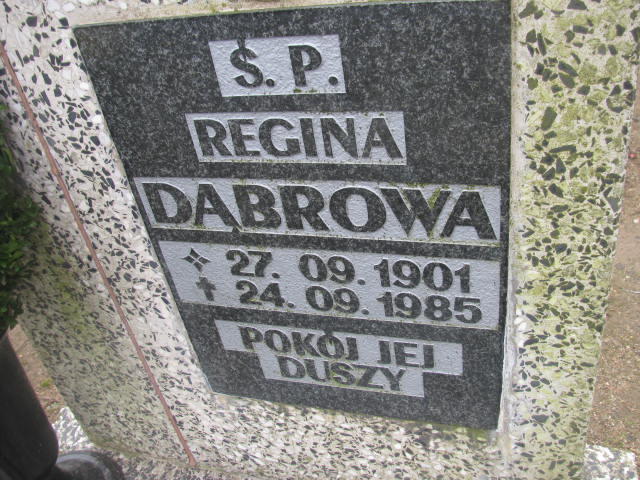 Ś. P.
REGINA
DĄBROWA
27. 09. 1901
✝ 24. 09. 1985
POKÓJ JEJ
DUSZY